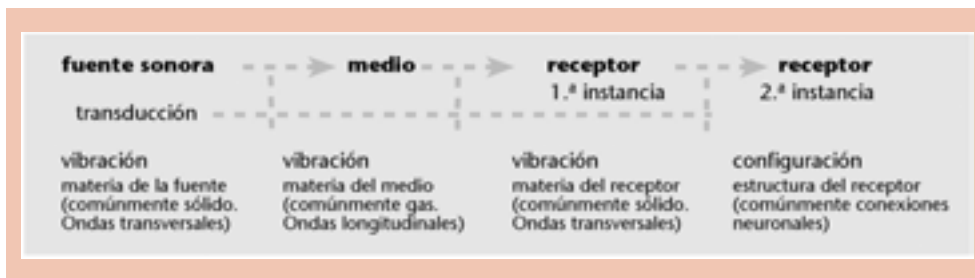 fuente sonora medio receptor receptor
1.ª instancia 2.ª instancia
transducción
vibración vibración vibración configuración
materia de la fuente materia del medio materia del receptor estructura del receptor
(comúnmente sólido. (comúnmente gas. (comúnmente sólido. (comúnmente conexiones
Ondas transversales) Ondas longitudinales) Ondas transversales) neuronales)